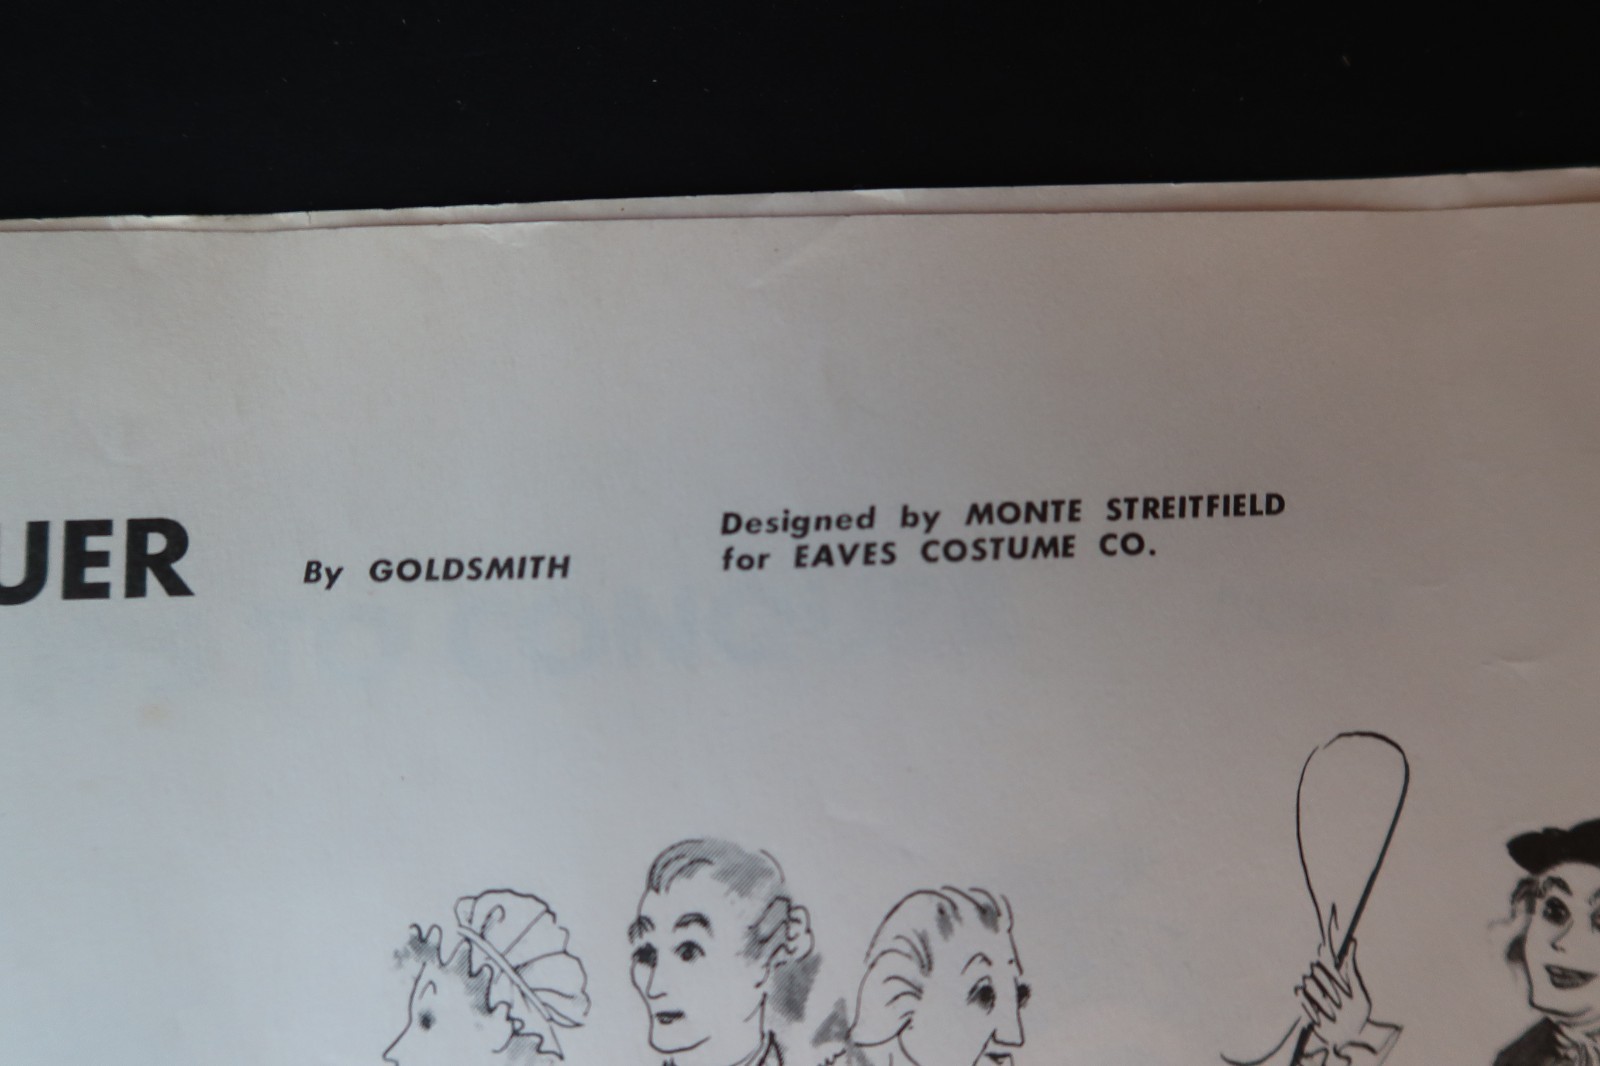 UER By GOLDSMITH
Designed by MONTE STREITFIELD
for EAVES COSTUME CO.